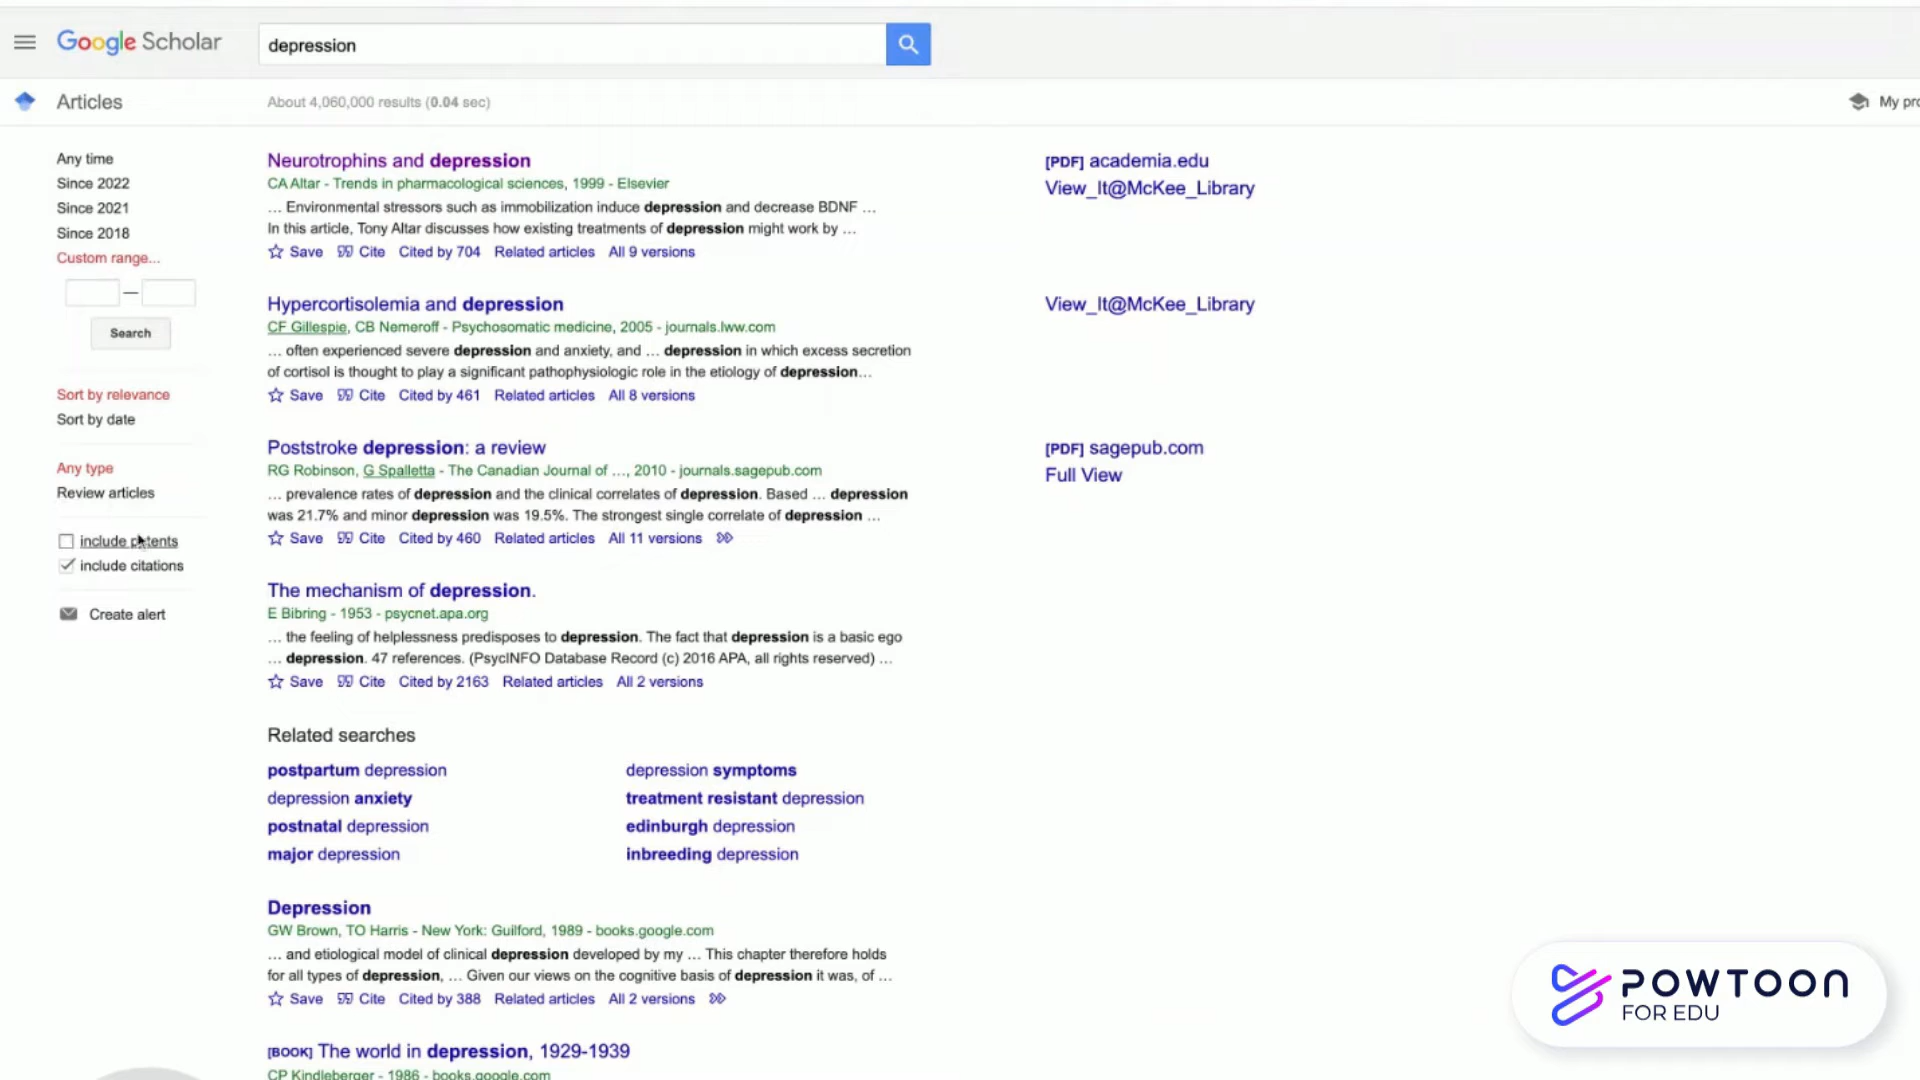 Google Scholar
depression
Articles
About 4,060,000 results (0.04 sec)
My pro
Any time
Since 2022
Since 2021
Since 2018
Custom range...
—
Search
Sort by relevance
Sort by date
Any type
Review articles
include patents
include citations
Create alert
Neurotrophins and depression
CA Altar - Trends in pharmacological sciences, 1999 - Elsevier
... Environmental stressors such as immobilization induce depression and decrease BDNF ...
In this article, Tony Altar discusses how existing treatments of depression might work by ...
Save Cite Cited by 704 Related articles All 9 versions
[PDF] academia.edu
View_It@McKee_Library
Hypercortisolemia and depression
CF Gillespie, CB Nemeroff - Psychosomatic medicine, 2005 - journals.lww.com
... often experienced severe depression and anxiety, and ... depression in which excess secretion
of cortisol is thought to play a significant pathophysiologic role in the etiology of depression...
Save Cite Cited by 461 Related articles All 8 versions
View_It@McKee_Library
Poststroke depression: a review
RG Robinson, G Spalletta - The Canadian Journal of ..., 2010 - journals.sagepub.com
... prevalence rates of depression and the clinical correlates of depression. Based ... depression
was 21.7% and minor depression was 19.5%. The strongest single correlate of depression ...
Save Cite Cited by 460 Related articles All 11 versions
[PDF] sagepub.com
Full View
The mechanism of depression.
E Bibring - 1953 - psycnet.apa.org
... the feeling of helplessness predisposes to depression. The fact that depression is a basic ego
... depression. 47 references. (PsycINFO Database Record (c) 2016 APA, all rights reserved) ...
Save Cite Cited by 2163 Related articles All 2 versions
Related searches
postpartum depression
depression anxiety
postnatal depression
major depression
depression symptoms
treatment resistant depression
edinburgh depression
inbreeding depression
Depression
GW Brown, TO Harris - New York: Guilford, 1989 - books.google.com
... and etiological model of clinical depression developed by my ... This chapter therefore holds
for all types of depression, ... Given our views on the cognitive basis of depression it was, of ...
Save Cite Cited by 388 Related articles All 2 versions
[BOOK] The world in depression, 1929-1939
CP Kindleberger - 1986 - books.google.com
POWTOON
FOR EDU